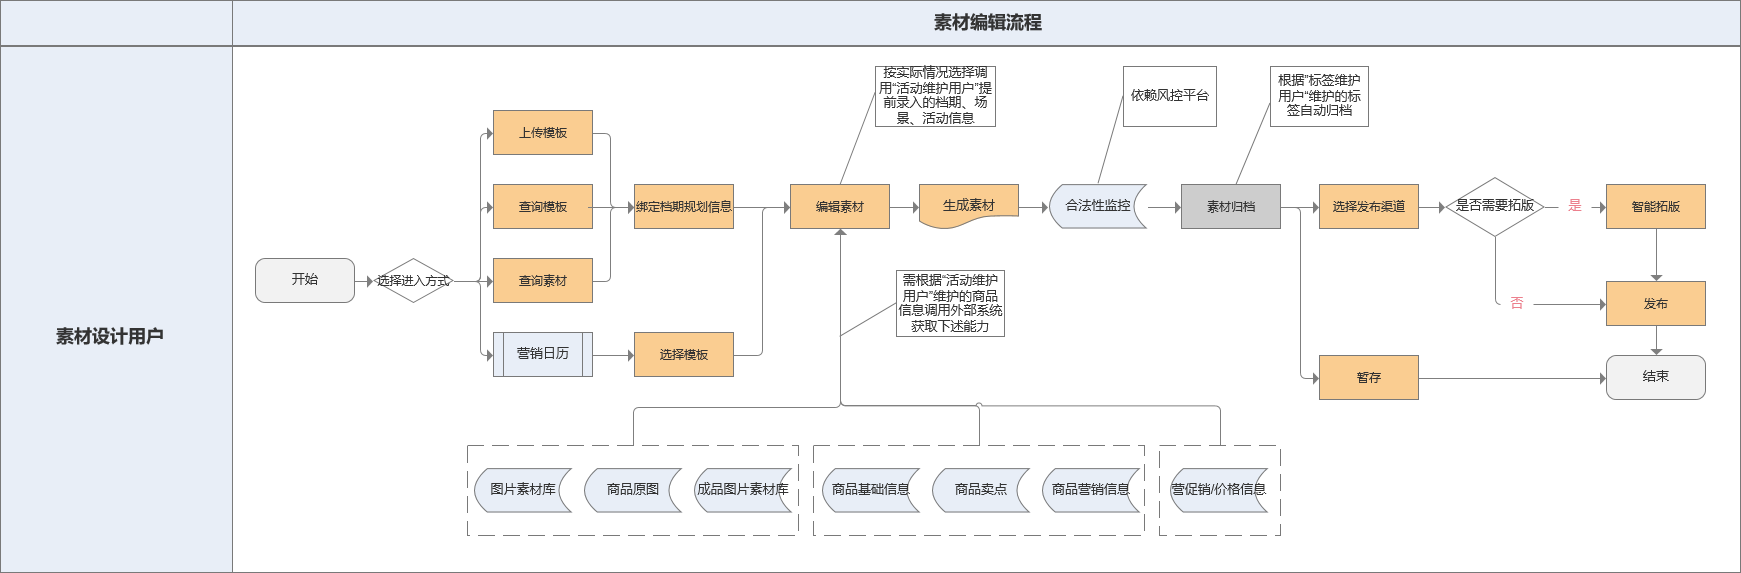 素材编辑流程
素材设计用户
按实际情况选择调
用“活动维护用户”提
前录入的档期、场
景、活动信息
依赖风控平台
根据”标签维护
用户“维护的标
签自动归档
上传模板
查询模板
绑定档期规划信息
编辑素材
生成素材
合法性监控
素材归档
选择发布渠道
是否需要拓版
是
智能拓版
开始
选择进入方式
查询素材
需根据“活动维护
用户”维护的商品
信息调用外部系统
获取下述能力
否
发布
营销日历
选择模板
暂存
结束
图片素材库
商品原图
成品图片素材库
商品基础信息
商品卖点
商品营销信息
营促销/价格信息